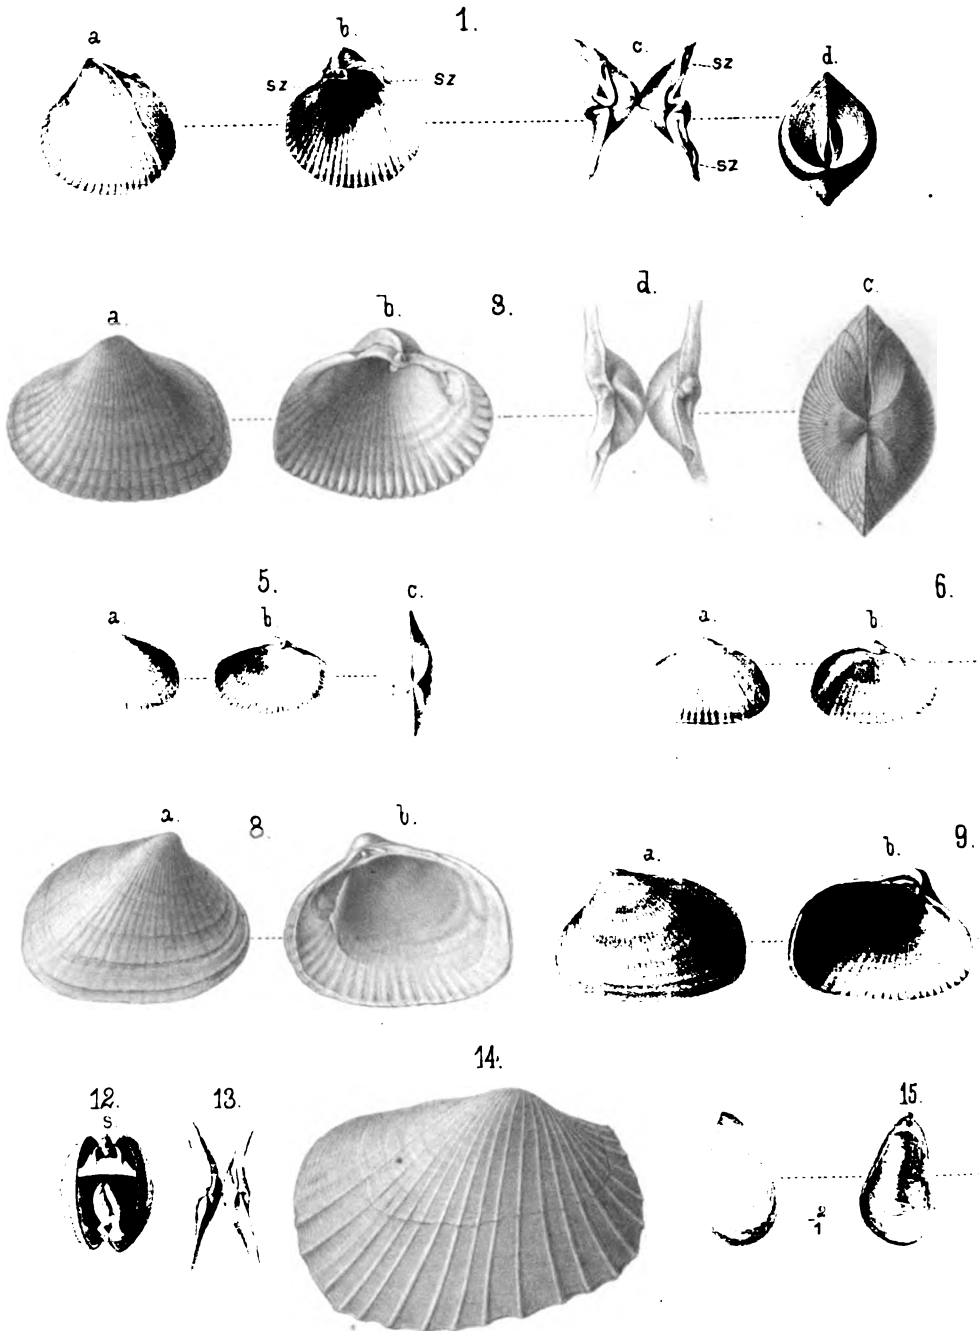 1.
a b. c. d.
sz sz sz
sz
a. b. 3. d. c.
5. 6.
a. b c. a. b.
a. 8. b. a. b. 9.
14.
12. 13. 15.
s.